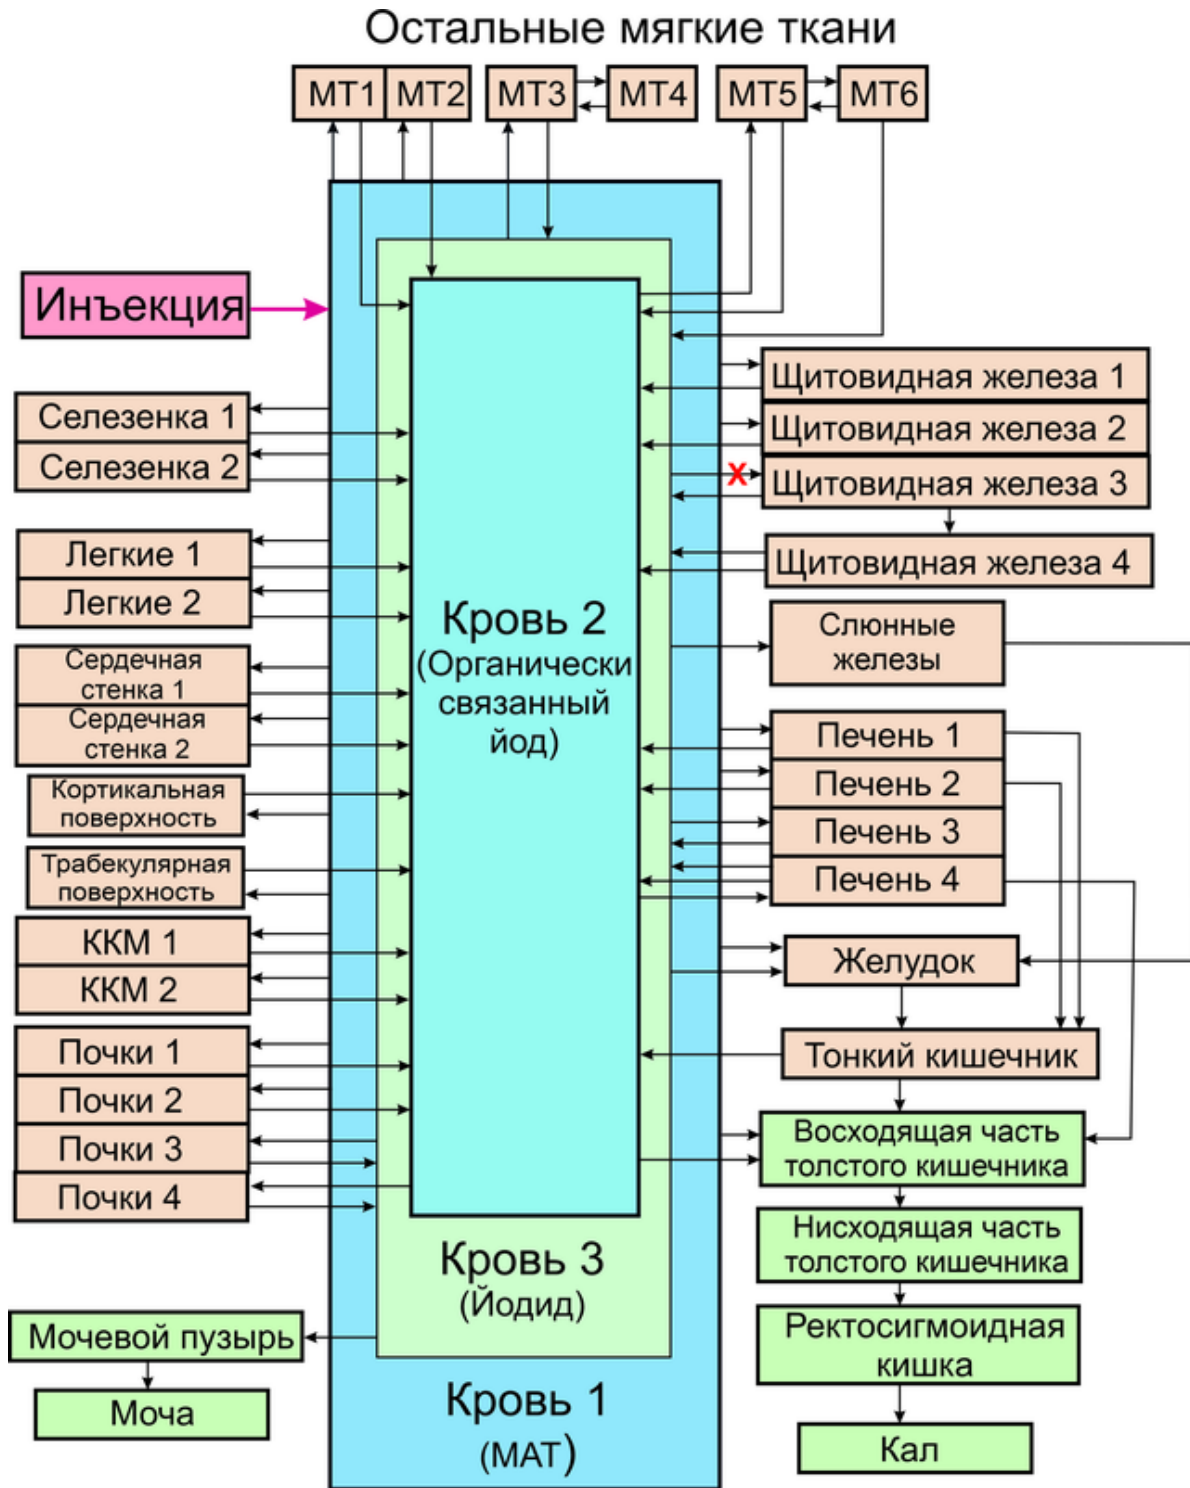 Остальные мягкие ткани
МТ1 МТ2 МТ3 МТ4 МТ5 МТ6
Инъекция
Селезенка 1
Селезенка 2
Легкие 1
Легкие 2
Сердечная
стенка 1
Сердечная
стенка 2
Кортикальная
поверхность
Трабекулярная
поверхность
ККМ 1
ККМ 2
Почки 1
Почки 2
Почки 3
Почки 4
Мочевой пузырь
Моча
Кровь 2
(Органически
связанный
йод)
Кровь 3
(Йодид)
Кровь 1
(МАТ)
Щитовидная железа 1
Щитовидная железа 2
X
Щитовидная железа 3
Щитовидная железа 4
Слюнные
железы
Печень 1
Печень 2
Печень 3
Печень 4
Желудок
Тонкий кишечник
Восходящая часть
толстого кишечника
Нисходящая часть
толстого кишечника
Ректосигмоидная
кишка
Кал